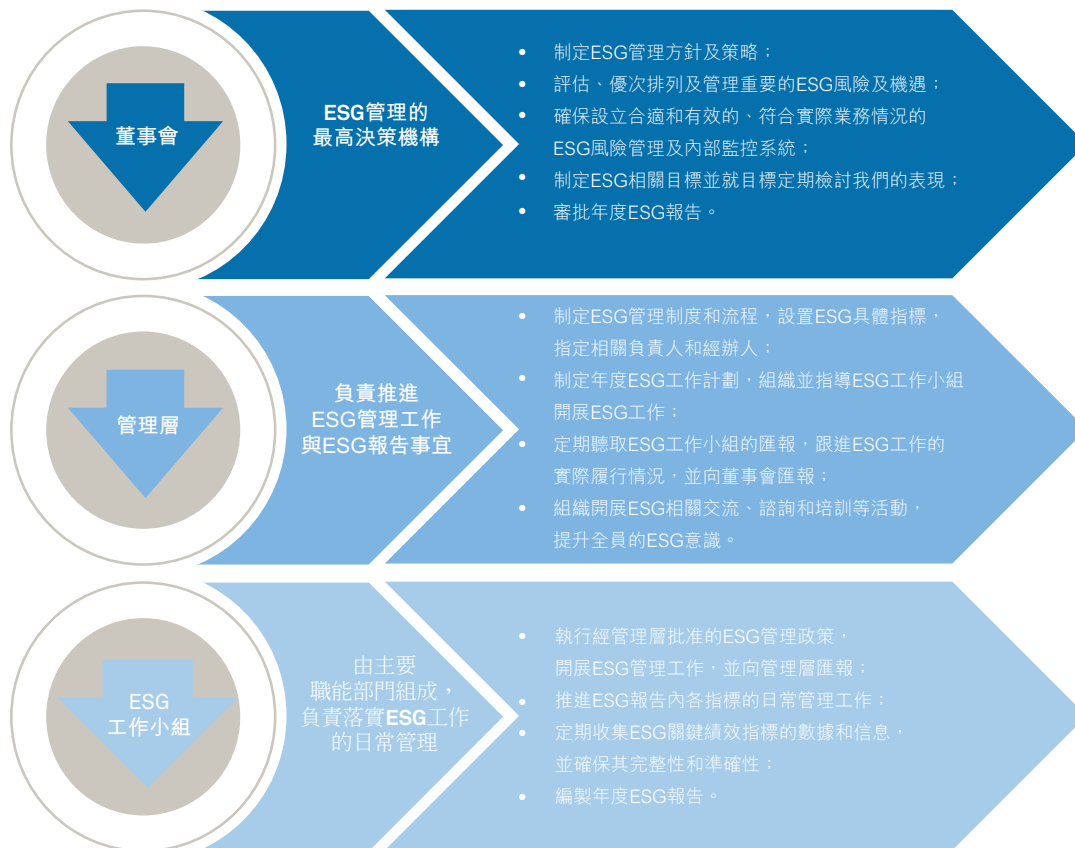 董事會
ESG管理的
最高決策機構
• 制定ESG管理方針及策略；
• 評估、優次排列及管理重要的ESG風險及機遇；
• 確保設立合適和有效的、符合實際業務情況的
ESG風險管理及內部監控系統；
• 制定ESG相關目標並就目標定期檢討我們的表現；
• 審批年度ESG報告。
管理層
負責推進
ESG管理工作
與ESG報告事宜
• 制定ESG管理制度和流程，設置ESG具體指標，
指定相關負責人和經辦人；
• 制定年度ESG工作計劃，組織並指導ESG工作小組
開展ESG工作；
• 定期聽取ESG工作小組的匯報，跟進ESG工作的
實際履行情況，並向董事會匯報；
• 組織開展ESG相關交流、諮詢和培訓等活動，
提升全員的ESG意識。
ESG
工作小組
由主要
職能部門組成，
負責落實ESG工作
的日常管理
• 執行經管理層批准的ESG管理政策，
開展ESG管理工作，並向管理層匯報；
• 推進ESG報告內各指標的日常管理工作；
• 定期收集ESG關鍵績效指標的數據和信息，
並確保其完整性和準確性；
• 編製年度ESG報告。